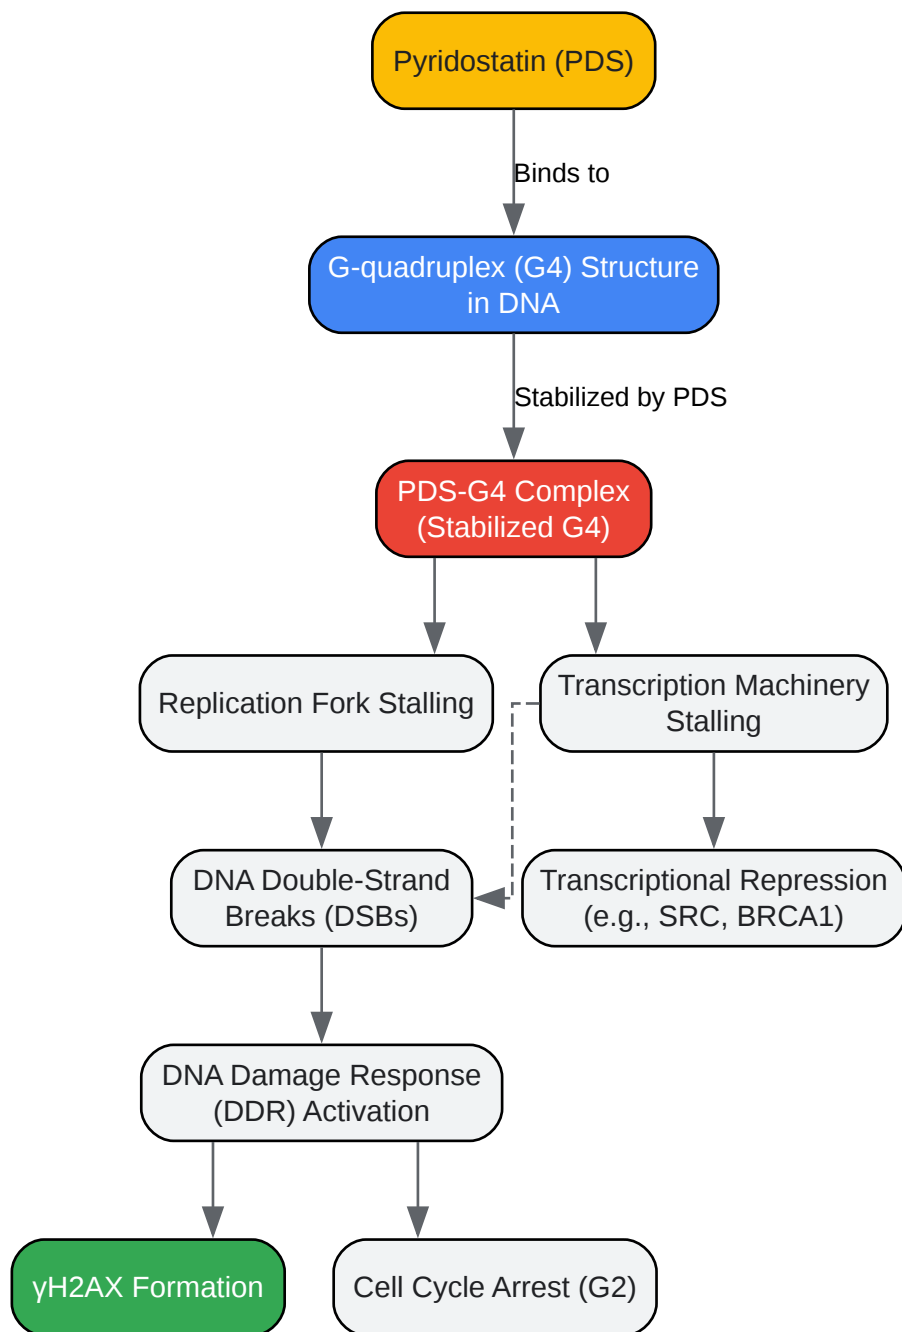 Pyridostatin (PDS)
Binds to
G-quadruplex (G4) Structure
in DNA
Stabilized by PDS
PDS-G4 Complex
(Stabilized G4)
Replication Fork Stalling
Transcription Machinery
Stalling
DNA Double-Strand
Breaks (DSBs)
Transcriptional Repression
(e.g., SRC, BRCA1)
DNA Damage Response
(DDR) Activation
γH2AX Formation
Cell Cycle Arrest (G2)